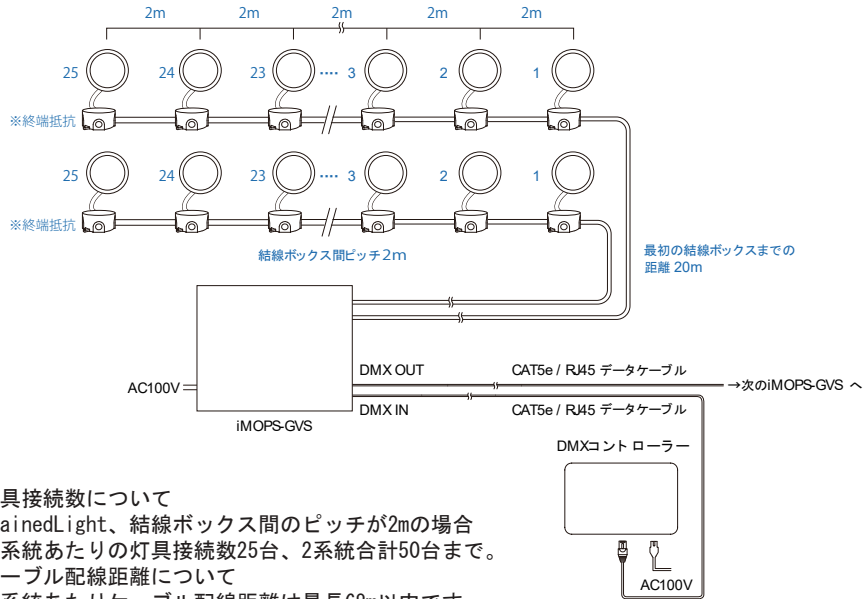 2m 2m 2m 2m 2m
25 24 23 ···· 3 2 1
※終端抵抗
25 24 23 ···· 3 2 1
※終端抵抗
結線ボックス間ピッチ2m
最初の結線ボックスまでの
距離 20m
DMX OUT CAT5e / RJ45 データケーブル →次のiMOPS-GVS へ
AC100V
DMX IN CAT5e / RJ45 データケーブル
iMOPS-GVS
DMXコントローラー
AC100V
具接続数について
ainedLight、結線ボックス間のピッチが2mの場合
系統あたりの灯具接続数25台、2系統合計50台まで。
ーブル配線距離について